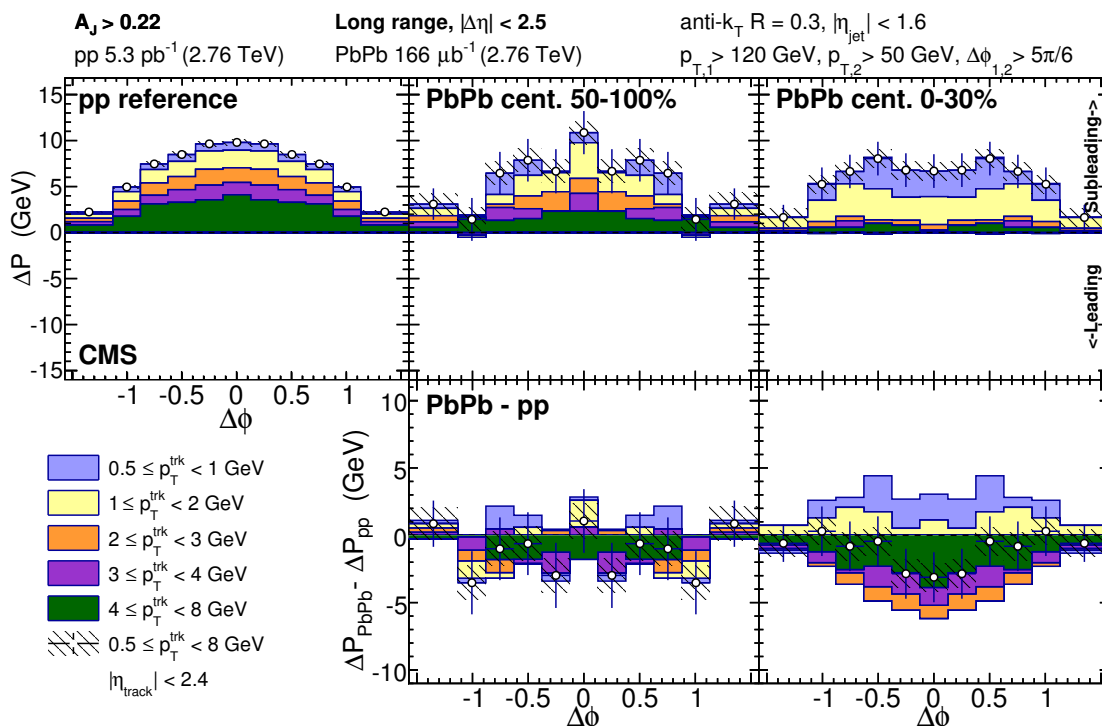 A_J > 0.22 Long range, |Δη| < 2.5 anti-k_T R = 0.3, |η_jet| < 1.6
pp 5.3 pb⁻¹ (2.76 TeV) PbPb 166 μb⁻¹ (2.76 TeV) p_T,1 > 120 GeV, p_T,2 > 50 GeV, Δϕ_1,2 > 5π/6
pp reference PbPb cent. 50-100% PbPb cent. 0-30%
15
10
5
0
-5
-10
-15
ΔP (GeV)
Subleading->
<-Leading
CMS
-1 -0.5 0 0.5 1
Δϕ
PbPb - pp
10
5
0
-5
-10
ΔP_PbPb - ΔP_pp (GeV)
0.5 ≤ p_T^trk < 1 GeV
1 ≤ p_T^trk < 2 GeV
2 ≤ p_T^trk < 3 GeV
3 ≤ p_T^trk < 4 GeV
4 ≤ p_T^trk < 8 GeV
0.5 ≤ p_T^trk < 8 GeV
|η_track| < 2.4
-1 -0.5 0 0.5 1 -1 -0.5 0 0.5 1
Δϕ Δϕ